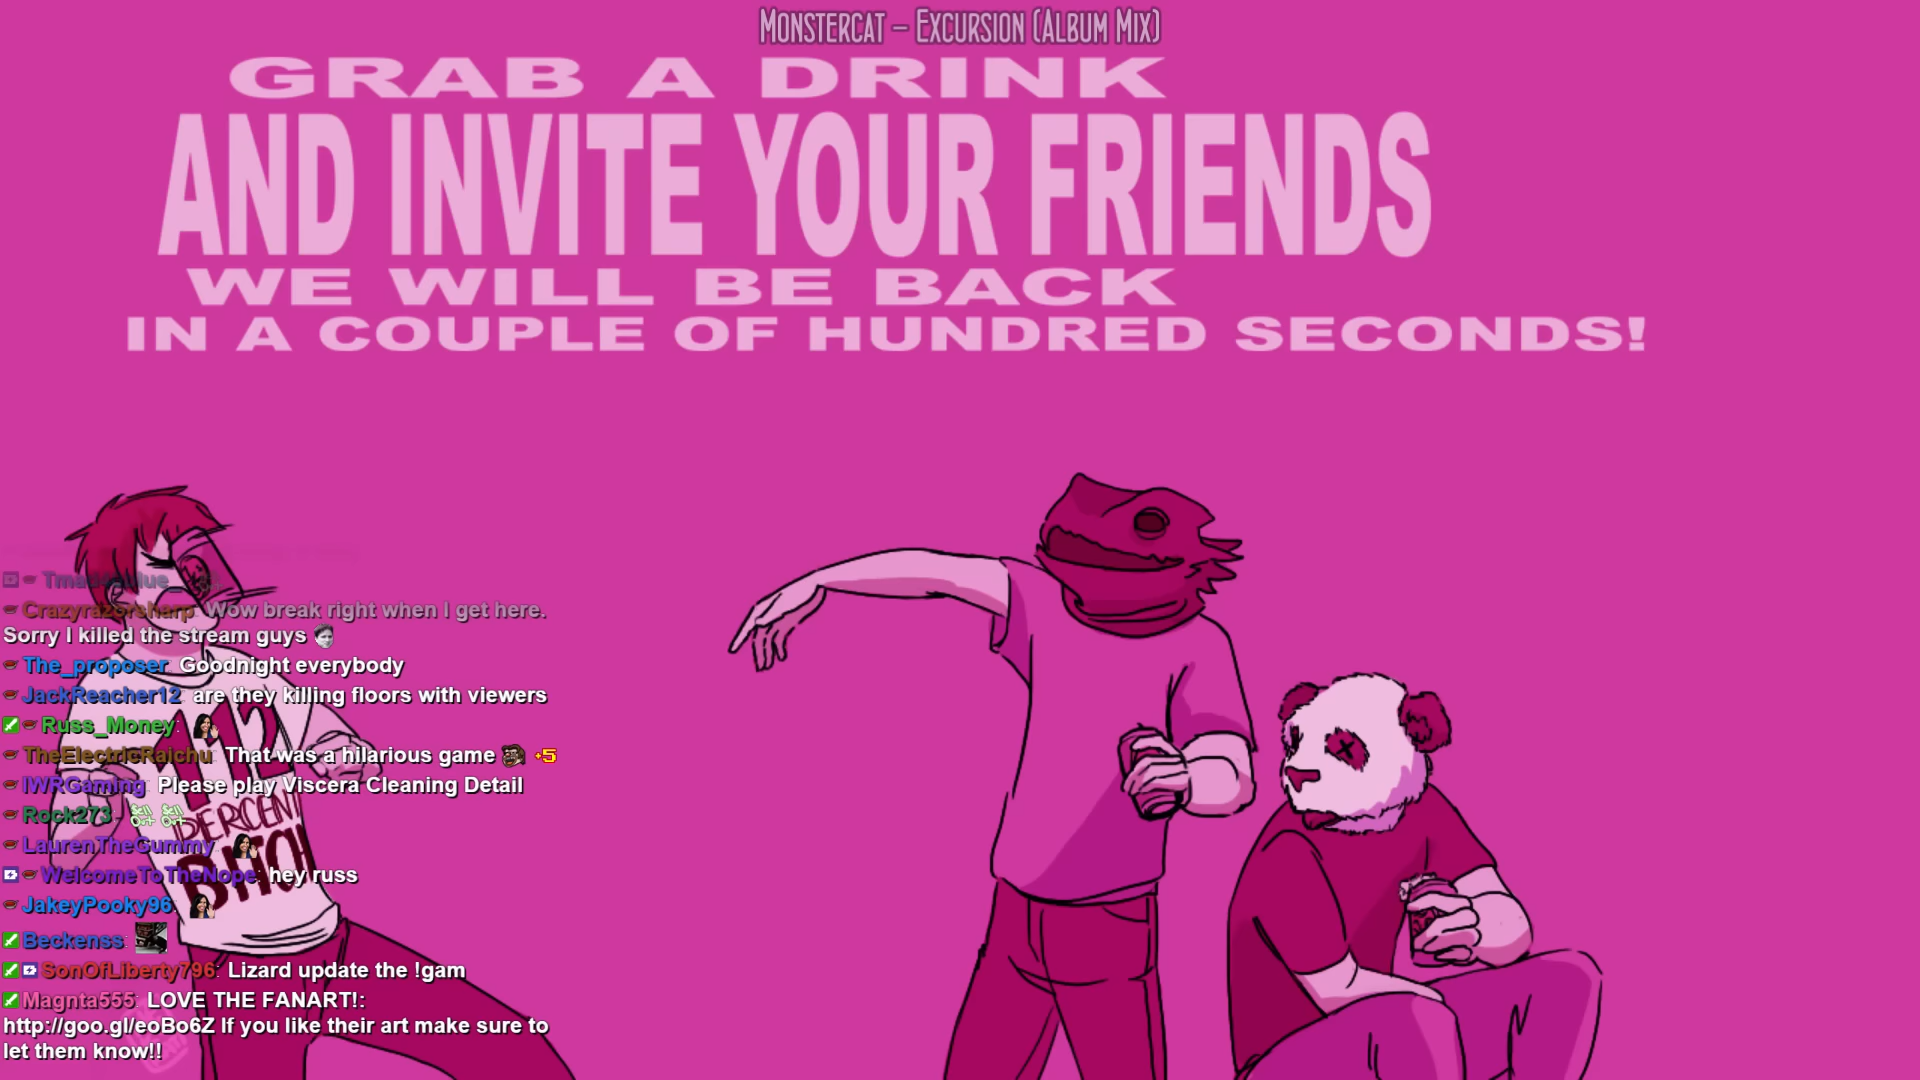 Monstercat – Excursion (Album Mix)
GRAB A DRINK
AND INVITE YOUR FRIENDS
WE WILL BE BACK
IN A COUPLE OF HUNDRED SECONDS!
Crazyrazorsharp: Wow break right when I get here.
Sorry I killed the stream guys
The_proposer: Goodnight everybody
JackReacher12: are they killing floors with viewers
Russ_Money:
TheElectricRaichu: That was a hilarious game +5
IWRGaming: Please play Viscera Cleaning Detail
Rock273:
LaurenTheGummy:
WelcomeToTheNope: hey russ
JakeyPooky96:
Beckenss:
SonOfLiberty796: Lizard update the !gam
Magnta555: LOVE THE FANART!:
http://goo.gl/eoBo6Z If you like their art make sure to
let them know!!
112
PERCENT
BITCH